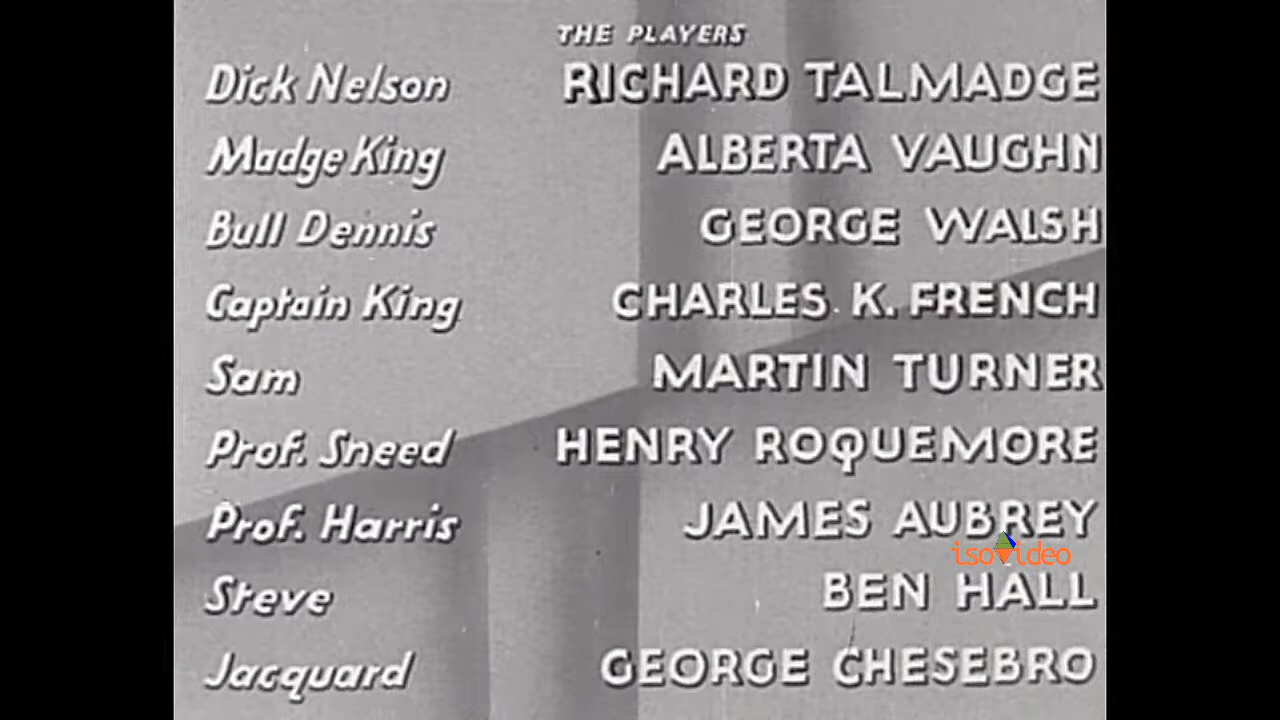 THE PLAYERS
Dick Nelson RICHARD TALMADGE
Madge King ALBERTA VAUGHN
Bull Dennis GEORGE WALSH
Captain King CHARLES K. FRENCH
Sam MARTIN TURNER
Prof. Sneed HENRY ROQUEMORE
Prof. Harris JAMES AUBREY
isovideo
Steve BEN HALL
Jacquard GEORGE CHESEBRO